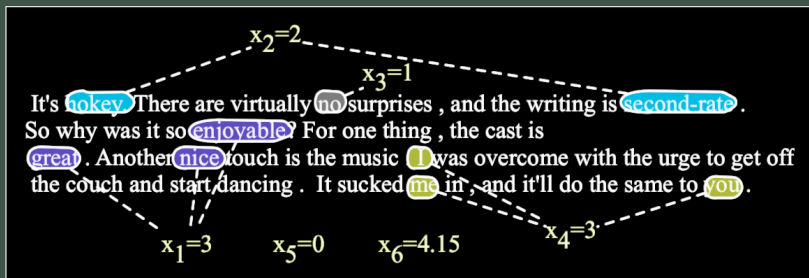 x2=2
x3=1
It's hokey. There are virtually no surprises , and the writing is second-rate .
So why was it so enjoyable? For one thing , the cast is
great . Another nice touch is the music I was overcome with the urge to get off
the couch and start dancing . It sucked me in , and it'll do the same to you .
x1=3 x5=0 x6=4.15 x4=3